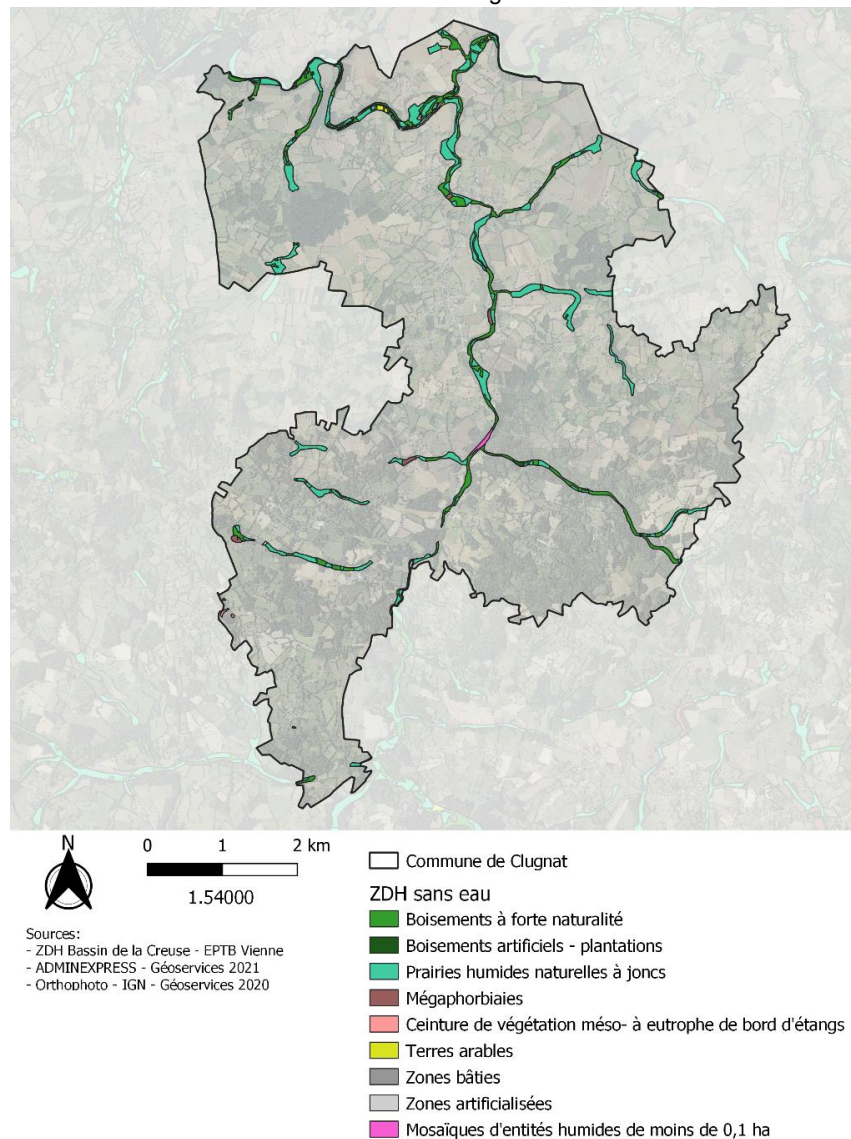 N
0 1 2 km
1.54000
Sources:
- ZDH Bassin de la Creuse - EPTB Vienne
- ADMINEXPRESS - Géoservices 2021
- Orthophoto - IGN - Géoservices 2020
Commune de Clugnat
ZDH sans eau
Boisements à forte naturalité
Boisements artificiels - plantations
Prairies humides naturelles à joncs
Mégaphorbiaies
Ceinture de végétation méso- à eutrophe de bord d'étangs
Terres arables
Zones bâties
Zones artificialisées
Mosaïques d'entités humides de moins de 0,1 ha